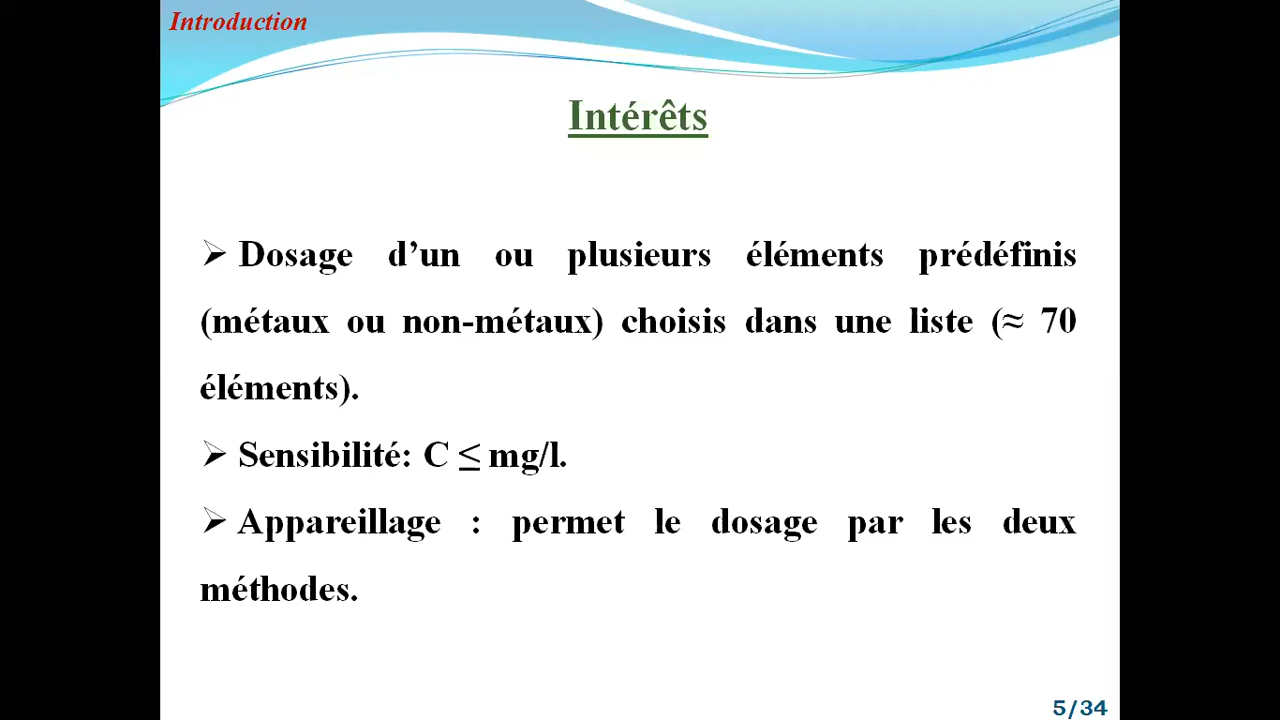 Introduction
Intérêts
➢ Dosage d’un ou plusieurs éléments prédéfinis
(métaux ou non-métaux) choisis dans une liste (≈ 70
éléments).
➢ Sensibilité: C ≤ mg/l.
➢ Appareillage : permet le dosage par les deux
méthodes.
5/34